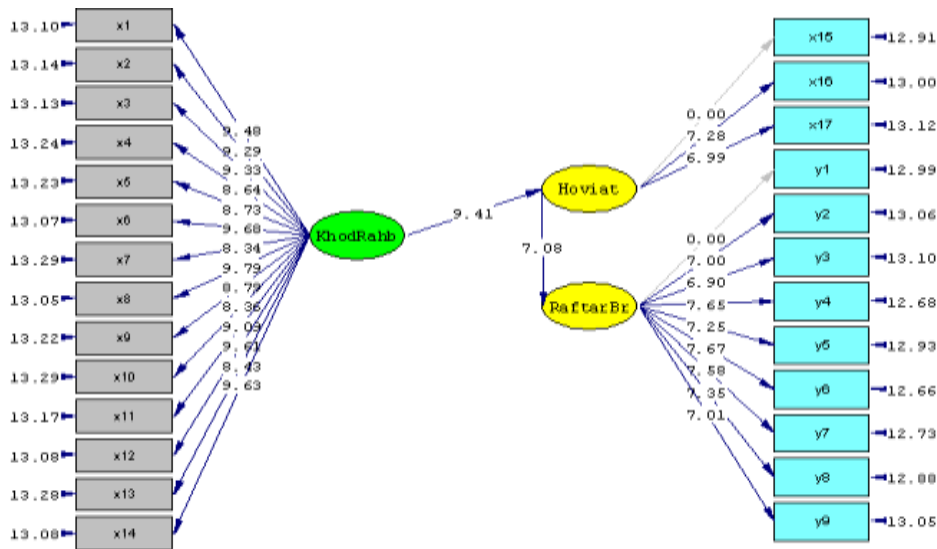 13.10 x1
13.14 x2
13.13 x3
13.24 x4
13.23 x5
13.07 x6
13.29 x7
13.05 x8
13.22 x9
13.29 x10
13.17 x11
13.08 x12
13.28 x13
13.08 x14
9.48
9.29
9.33
8.64
8.73
9.68
8.34
9.79
8.79
8.36
9.09
9.61
8.43
9.63
KhodRahb
9.41
Hoviat
7.08
RaftarBr
0.00
7.28
6.99
0.00
7.00
6.90
7.65
7.25
7.67
7.58
7.35
7.01
x15 12.91
x16 13.00
x17 13.12
y1 12.99
y2 13.06
y3 13.10
y4 12.68
y5 12.93
y6 12.66
y7 12.73
y8 12.88
y9 13.05